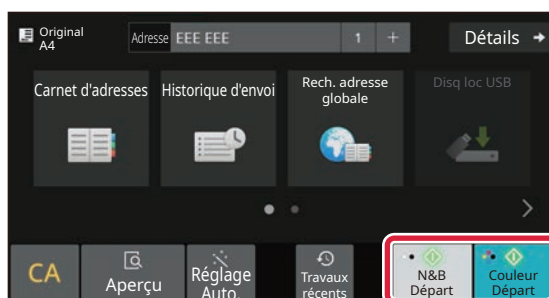 Original
A4
Adresse EEE EEE 1 +
Détails
Carnet d'adresses
Historique d'envoi
Rech. adresse
globale
Disq loc USB
CA
Aperçu
Réglage
Auto.
Travaux
récents
N&B
Départ
Couleur
Départ